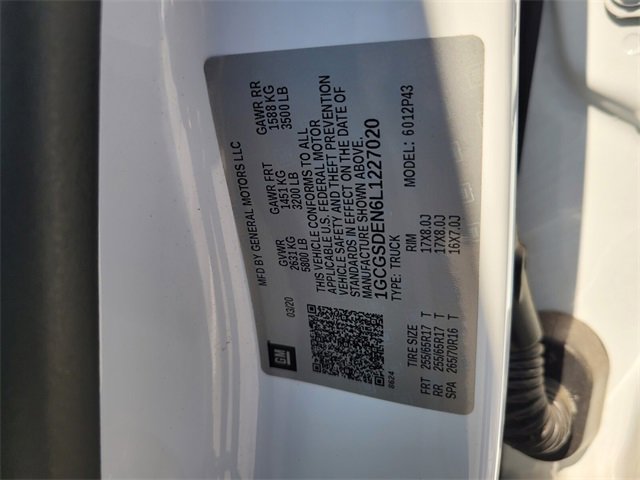 GM
03/20
MFD BY GENERAL MOTORS LLC
GVWR GAWR FRT GAWR RR
2631 KG 1451 KG 1588 KG
5800 LB 3200 LB 3500 LB
THIS VEHICLE CONFORMS TO ALL
APPLICABLE U.S. FEDERAL MOTOR
VEHICLE SAFETY AND THEFT PREVENTION
STANDARDS IN EFFECT ON THE DATE OF
MANUFACTURE SHOWN ABOVE.
1GCGSDEN6L1227020
TYPE: TRUCK MODEL: 6012P43
8624
TIRE SIZE RIM
FRT 255/65R17 T 17X8.0J
RR 255/65R17 T 17X8.0J
SPA 265/70R16 T 16X7.0J